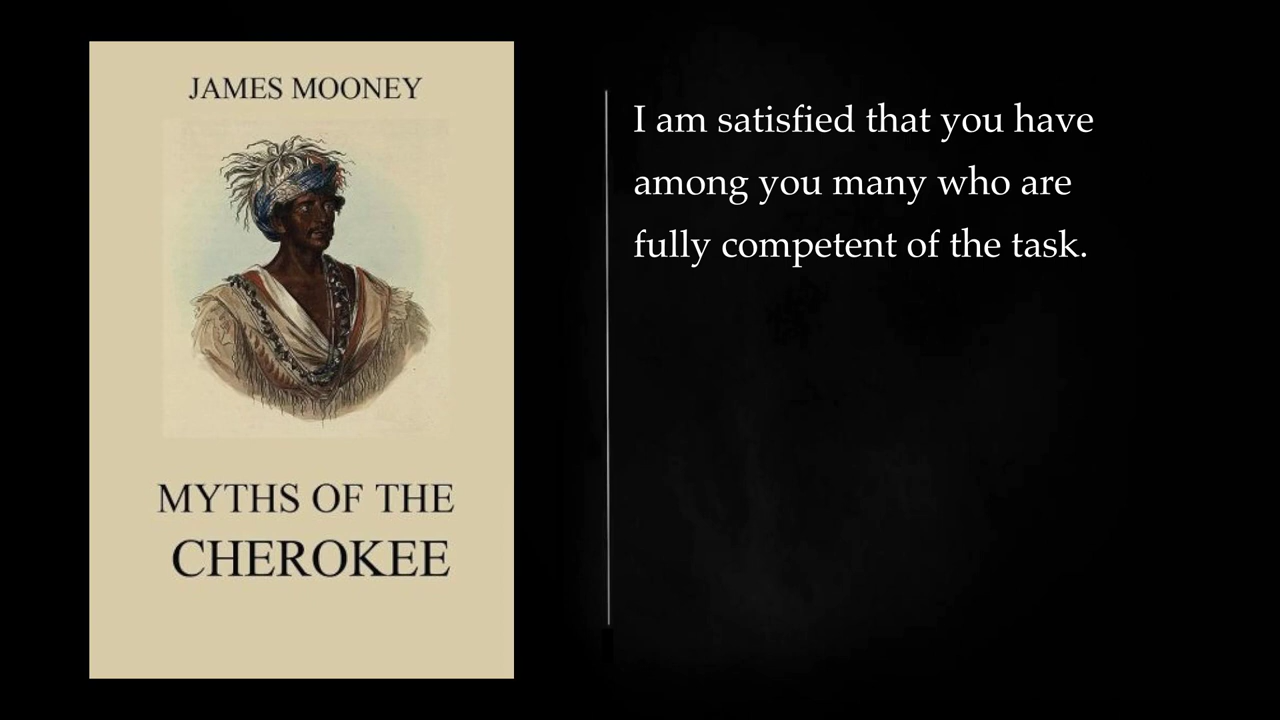 JAMES MOONEY
MYTHS OF THE
CHEROKEE
I am satisfied that you have
among you many who are
fully competent of the task.